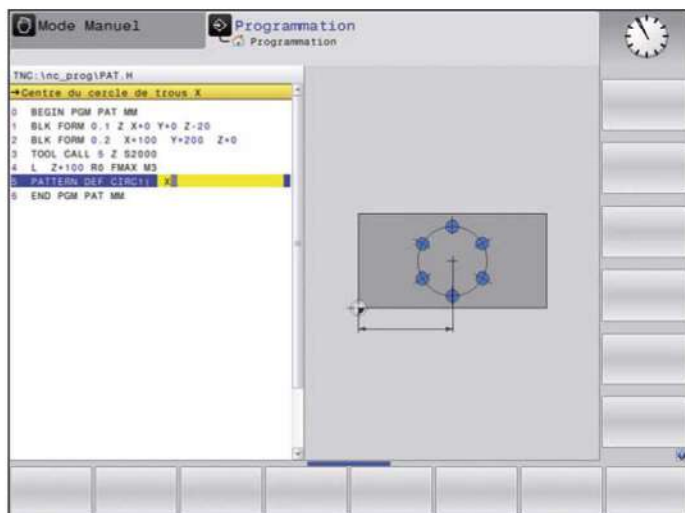 Mode Manuel
Programmation
Programmation
TNC:\nc_prog\PAT.H
→Centre du cercle de trous X
0 BEGIN PGM PAT MM
1 BLK FORM 0.1 Z X+0 Y+0 Z-20
2 BLK FORM 0.2 X+100 Y+200 Z+0
3 TOOL CALL 5 Z S2000
4 L Z+100 R0 FMAX M3
5 PATTERN DEF CIRC1( X
6 END PGM PAT MM